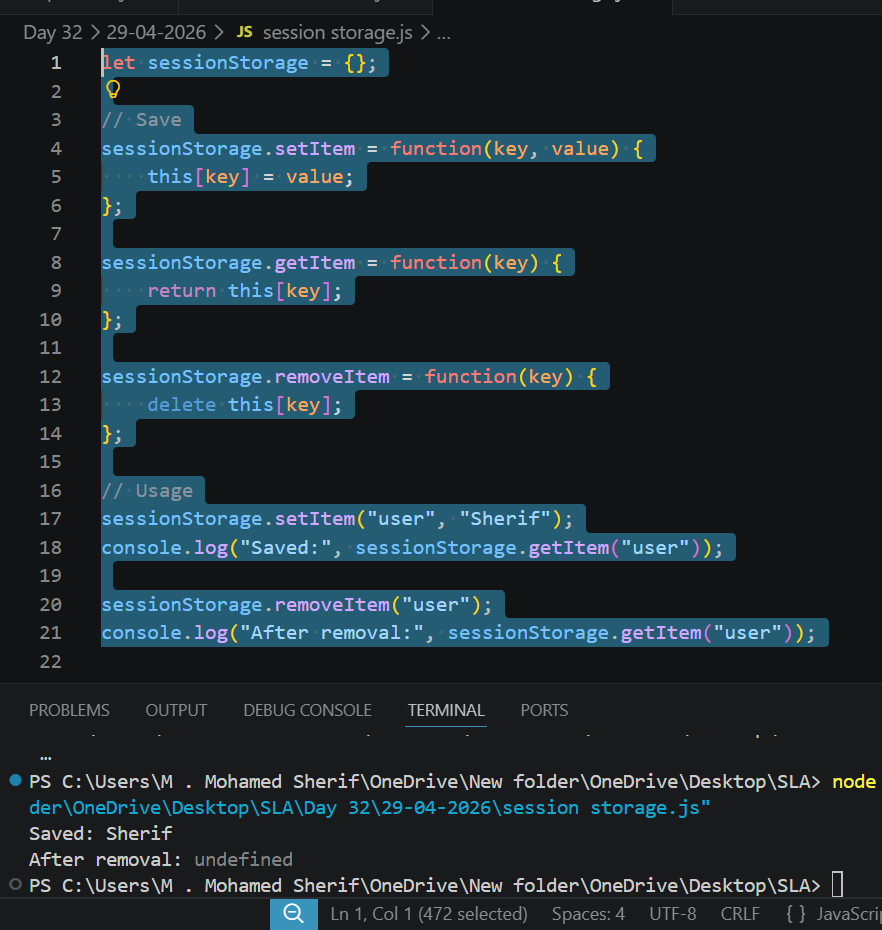 Day 32 > 29-04-2026 > JS session storage.js > ...
1 let sessionStorage = {};
2
3 // Save
4 sessionStorage.setItem = function(key, value) {
5 this[key] = value;
6 };
7
8 sessionStorage.getItem = function(key) {
9 return this[key];
10 };
11
12 sessionStorage.removeItem = function(key) {
13 delete this[key];
14 };
15
16 // Usage
17 sessionStorage.setItem("user", "Sherif");
18 console.log("Saved:", sessionStorage.getItem("user"));
19
20 sessionStorage.removeItem("user");
21 console.log("After removal:", sessionStorage.getItem("user"));
22
PROBLEMS OUTPUT DEBUG CONSOLE TERMINAL PORTS
...
PS C:\Users\M . Mohamed Sherif\OneDrive\New folder\OneDrive\Desktop\SLA> node
der\OneDrive\Desktop\SLA\Day 32\29-04-2026\session storage.js"
Saved: Sherif
After removal: undefined
PS C:\Users\M . Mohamed Sherif\OneDrive\New folder\OneDrive\Desktop\SLA>
Ln 1, Col 1 (472 selected) Spaces: 4 UTF-8 CRLF { }